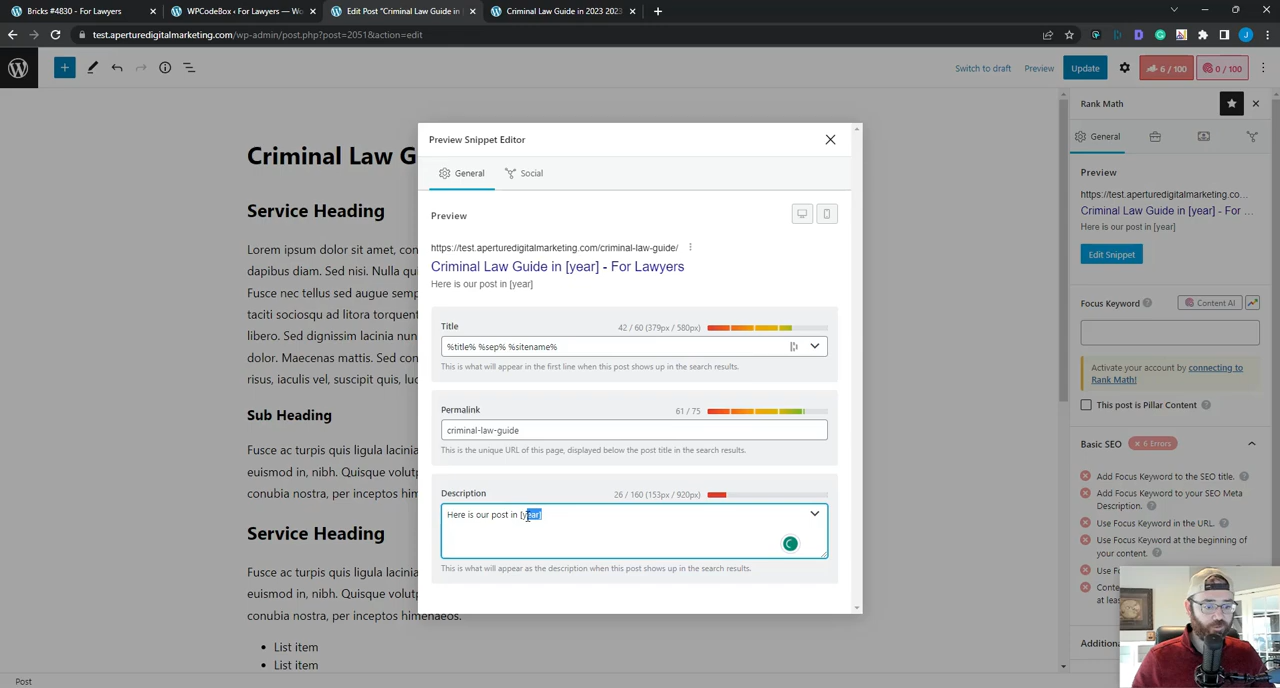 Bricks #4830 - For Lawyers
WPCodeBox ‹ For Lawyers — Wo
Edit Post "Criminal Law Guide in
Criminal Law Guide in 2023 2023
test.aperturedigitalmarketing.com/wp-admin/post.php?post=2051&action=edit
Switch to draft
Preview
Update
6 / 100
0 / 100
Rank Math
General
Preview
https://test.aperturedigitalmarketing.co...
Criminal Law Guide in [year] - For ...
Here is our post in [year]
Edit Snippet
Focus Keyword
Content AI
Activate your account by connecting to
Rank Math!
This post is Pillar Content
Basic SEO
× 6 Errors
Add Focus Keyword to the SEO title.
Add Focus Keyword to your SEO Meta
Description.
Use Focus Keyword in the URL.
Use Focus Keyword at the beginning of
your content.
Use Fo
Conte
at leas
Additiona
Criminal Law G
Service Heading
Lorem ipsum dolor sit amet, con
dapibus diam. Sed nisi. Nulla qu
Fusce nec tellus sed augue semp
taciti sociosqu ad litora torquent
libero. Sed dignissim lacinia nun
dolor. Maecenas mattis. Sed con
risus, iaculis vel, suscipit quis, luc
Sub Heading
Fusce ac turpis quis ligula lacinia
euismod in, nibh. Quisque volutp
conubia nostra, per inceptos him
Service Heading
Fusce ac turpis quis ligula lacinia
euismod in, nibh. Quisque volutp
conubia nostra, per inceptos himenaeos.
List item
List item
Post
Preview Snippet Editor
General
Social
Preview
https://test.aperturedigitalmarketing.com/criminal-law-guide/
Criminal Law Guide in [year] - For Lawyers
Here is our post in [year]
Title
42 / 60 (379px / 580px)
%title% %sep% %sitename%
This is what will appear in the first line when this post shows up in the search results.
Permalink
61 / 75
criminal-law-guide
This is the unique URL of this page, displayed below the post title in the search results.
Description
26 / 160 (153px / 920px)
Here is our post in [year]
This is what will appear as the description when this post shows up in the search results.